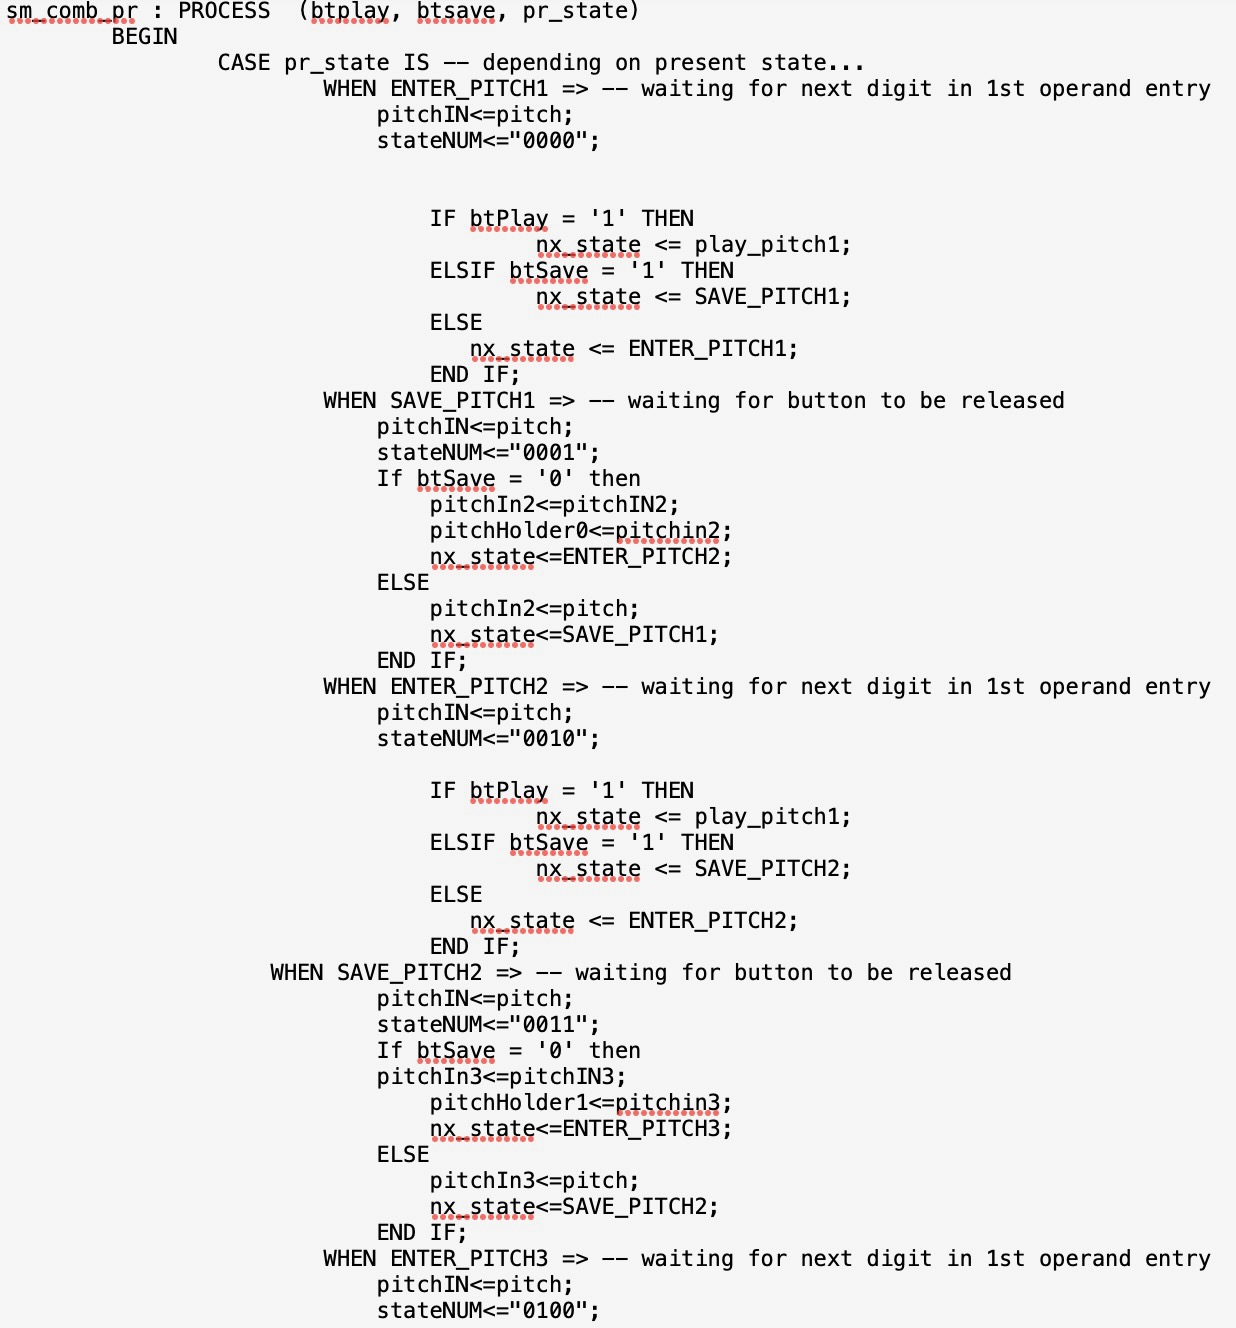 sm_comb_pr : PROCESS  (btplay, btsave, pr_state)
BEGIN
CASE pr_state IS -- depending on present state...
WHEN ENTER_PITCH1 => -- waiting for next digit in 1st operand entry
pitchIN<=pitch;
stateNUM<="0000";
IF btPlay = '1' THEN
nx_state <= play_pitch1;
ELSIF btSave = '1' THEN
nx_state <= SAVE_PITCH1;
ELSE
nx_state <= ENTER_PITCH1;
END IF;
WHEN SAVE_PITCH1 => -- waiting for button to be released
pitchIN<=pitch;
stateNUM<="0001";
If btSave = '0' then
pitchIn2<=pitchIN2;
pitchHolder0<=pitchin2;
nx_state<=ENTER_PITCH2;
ELSE
pitchIn2<=pitch;
nx_state<=SAVE_PITCH1;
END IF;
WHEN ENTER_PITCH2 => -- waiting for next digit in 1st operand entry
pitchIN<=pitch;
stateNUM<="0010";
IF btPlay = '1' THEN
nx_state <= play_pitch1;
ELSIF btSave = '1' THEN
nx_state <= SAVE_PITCH2;
ELSE
nx_state <= ENTER_PITCH2;
END IF;
WHEN SAVE_PITCH2 => -- waiting for button to be released
pitchIN<=pitch;
stateNUM<="0011";
If btSave = '0' then
pitchIn3<=pitchIN3;
pitchHolder1<=pitchin3;
nx_state<=ENTER_PITCH3;
ELSE
pitchIn3<=pitch;
nx_state<=SAVE_PITCH2;
END IF;
WHEN ENTER_PITCH3 => -- waiting for next digit in 1st operand entry
pitchIN<=pitch;
stateNUM<="0100";